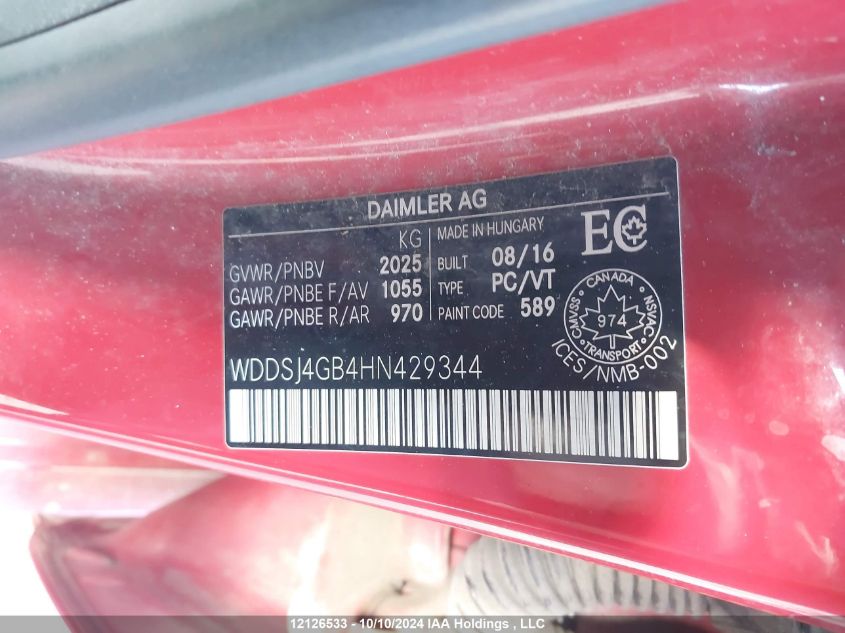 DAIMLER AG
KG
GVWR/PNBV 2025
GAWR/PNBE F/AV 1055
GAWR/PNBE R/AR 970
MADE IN HUNGARY
BUILT 08/16
TYPE PC/VT
PAINT CODE 589
EC
CANADA
CMVSS
NSVAC
974
TRANSPORT
ICES/NMB-002
WDDSJ4GB4HN429344
12126533 - 10/10/2024 IAA Holdings , LLC